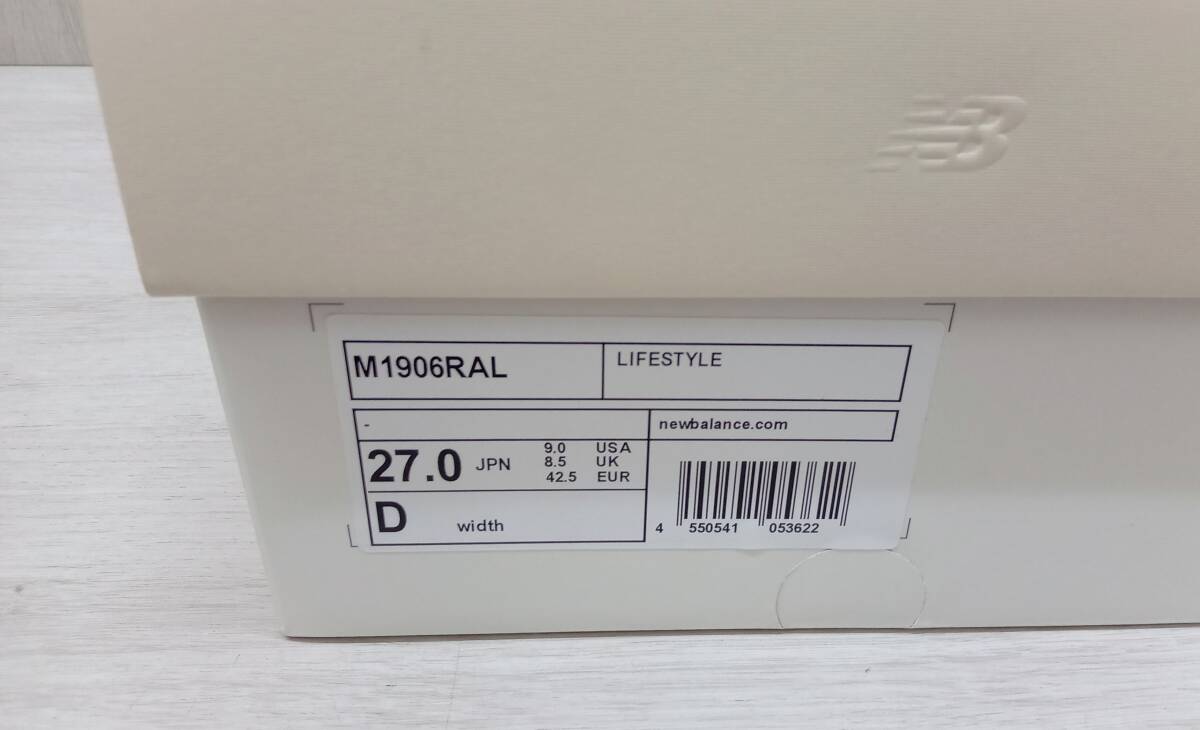 NB
M1906RAL
LIFESTYLE
-
newbalance.com
27.0 JPN
9.0 USA
8.5 UK
42.5 EUR
D width
4 550541 053622